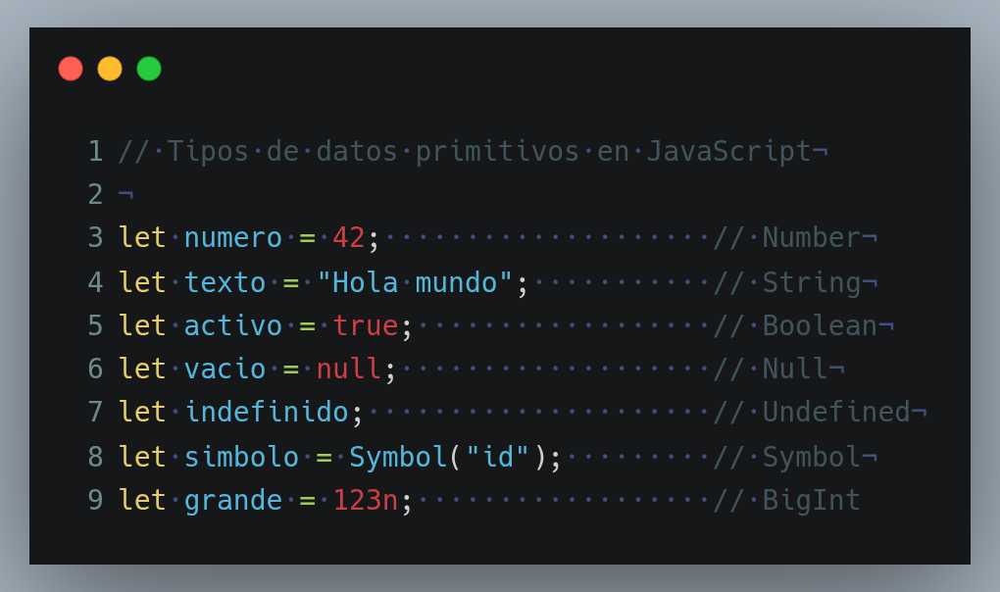 1 // Tipos de datos primitivos en JavaScript¬
2 ¬
3 let numero = 42;                    // Number¬
4 let texto = "Hola mundo";           // String¬
5 let activo = true;                  // Boolean¬
6 let vacio = null;                   // Null¬
7 let indefinido;                     // Undefined¬
8 let simbolo = Symbol("id");         // Symbol¬
9 let grande = 123n;                  // BigInt